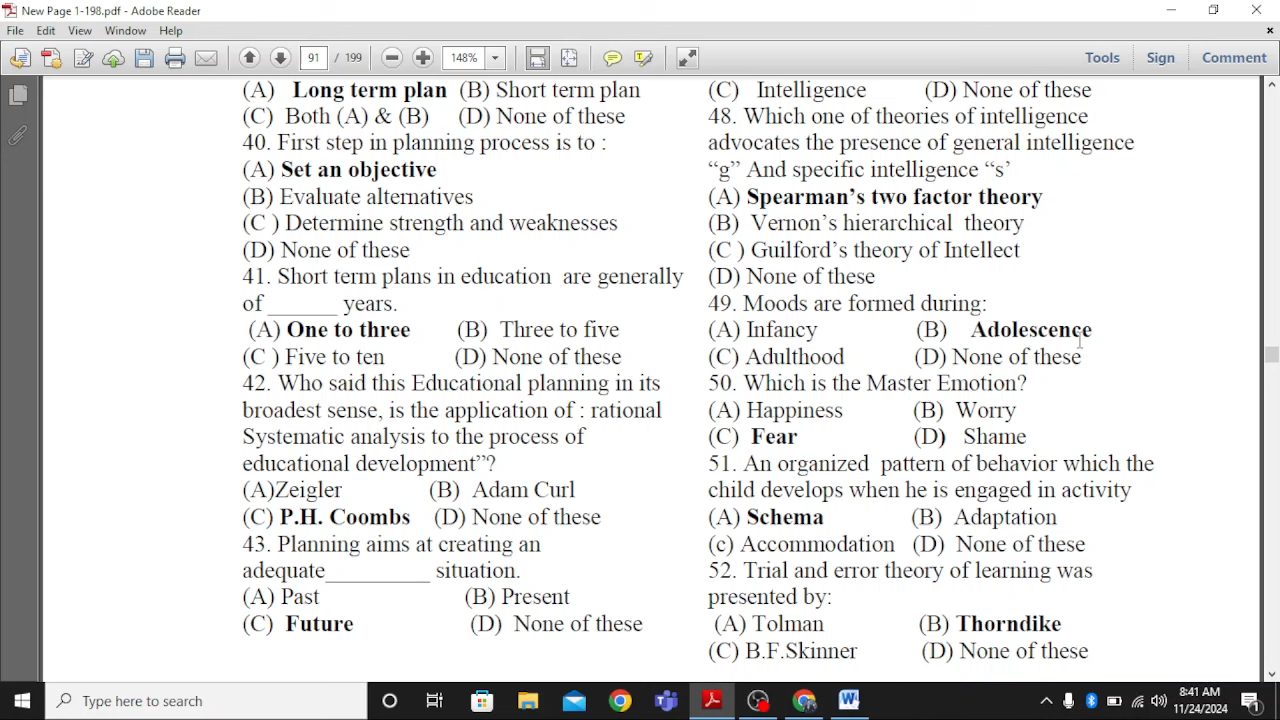 New Page 1-198.pdf - Adobe Reader
File Edit View Window Help
91 / 199 148% Tools Sign Comment
(A) Long term plan (B) Short term plan
(C) Both (A) & (B) (D) None of these
40. First step in planning process is to :
(A) Set an objective
(B) Evaluate alternatives
(C ) Determine strength and weaknesses
(D) None of these
41. Short term plans in education are generally
of ______ years.
(A) One to three (B) Three to five
(C ) Five to ten (D) None of these
42. Who said this Educational planning in its
broadest sense, is the application of : rational
Systematic analysis to the process of
educational development”?
(A)Zeigler (B) Adam Curl
(C) P.H. Coombs (D) None of these
43. Planning aims at creating an
adequate_________ situation.
(A) Past (B) Present
(C) Future (D) None of these
(C) Intelligence (D) None of these
48. Which one of theories of intelligence
advocates the presence of general intelligence
“g” And specific intelligence “s’
(A) Spearman’s two factor theory
(B) Vernon’s hierarchical theory
(C ) Guilford’s theory of Intellect
(D) None of these
49. Moods are formed during:
(A) Infancy (B) Adolescence
(C) Adulthood (D) None of these
50. Which is the Master Emotion?
(A) Happiness (B) Worry
(C) Fear (D) Shame
51. An organized pattern of behavior which the
child develops when he is engaged in activity
(A) Schema (B) Adaptation
(c) Accommodation (D) None of these
52. Trial and error theory of learning was
presented by:
(A) Tolman (B) Thorndike
(C) B.F.Skinner (D) None of these
Type here to search
8:41 AM
11/24/2024